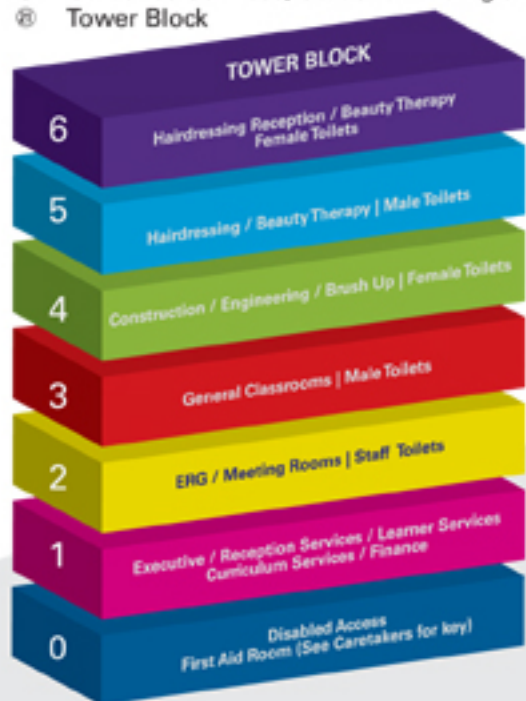 Tower Block
TOWER BLOCK
6
Hairdressing Reception / Beauty Therapy
Female Toilets
5
Hairdressing / Beauty Therapy | Male Toilets
4
Construction / Engineering / Brush Up | Female Toilets
3
General Classrooms | Male Toilets
2
ERG / Meeting Rooms | Staff Toilets
1
Executive / Reception Services / Learner Services
Curriculum Services / Finance
0
Disabled Access
First Aid Room (See Caretakers for key)